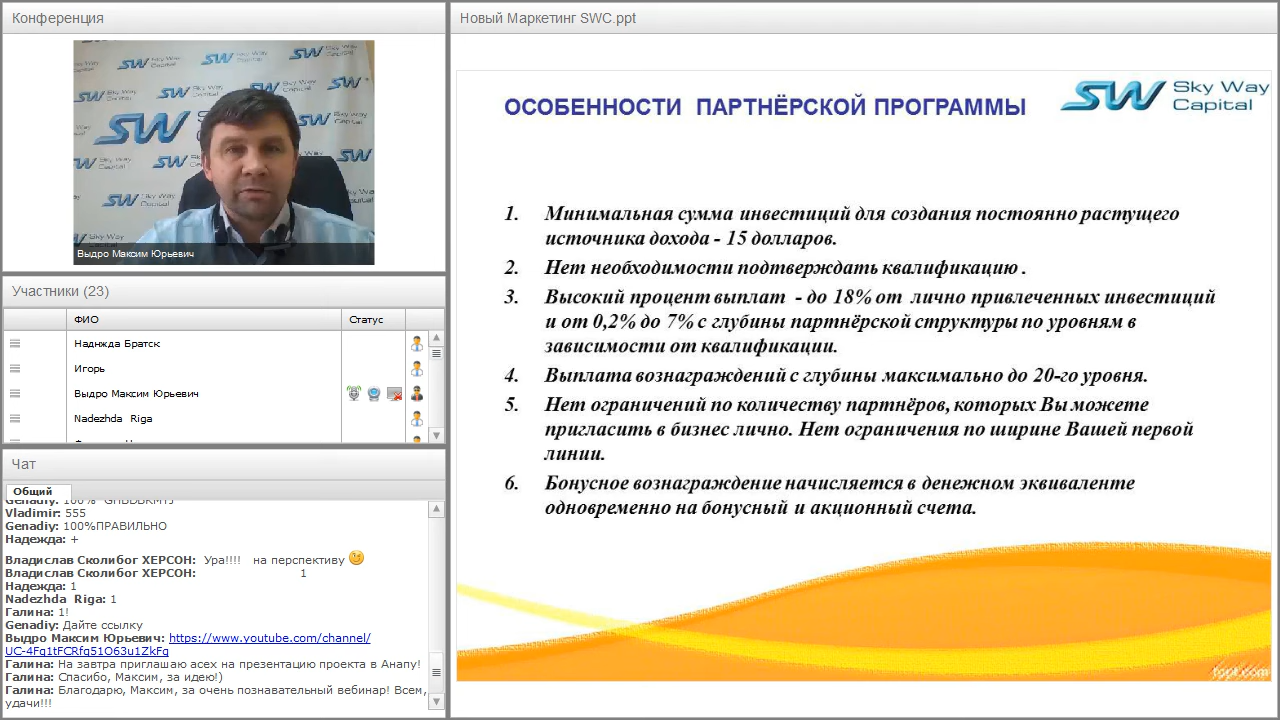 Конференция
SW Sky Way Capital
Выдро Максим Юрьевич
Участники (23)
ФИО
Статус
Наднжда Братск
Игорь
Выдро Максим Юрьевич
Nadezhda Riga
Чат
Общий
Genadiy: 100%
Vladimir: 555
Genadiy: 100%ПРАВИЛЬНО
Надежда: +
Владислав Сколибог ХЕРСОН: Ура!!!! на перспективу
Владислав Сколибог ХЕРСОН: 1
Надежда: 1
Nadezhda Riga: 1
Галина: 1!
Genadiy: Дайте ссылку
Выдро Максим Юрьевич: https://www.youtube.com/channel/
UC-4Fq1tFCRfg51O63u1ZkFg
Галина: На завтра приглашаю асех на презентацию проекта в Анапу!
Галина: Спасибо, Максим, за идею!)
Галина: Благодарю, Максим, за очень познавательный вебинар! Всем,
удачи!!!
Новый Маркетинг SWC.ppt
ОСОБЕННОСТИ ПАРТНЁРСКОЙ ПРОГРАММЫ
SW Sky Way
Capital
1. Минимальная сумма инвестиций для создания постоянно растущего
источника дохода - 15 долларов.
2. Нет необходимости подтверждать квалификацию .
3. Высокий процент выплат - до 18% от лично привлеченных инвестиций
и от 0,2% до 7% с глубины партнёрской структуры по уровням в
зависимости от квалификации.
4. Выплата вознаграждений с глубины максимально до 20-го уровня.
5. Нет ограничений по количеству партнёров, которых Вы можете
пригласить в бизнес лично. Нет ограничения по ширине Вашей первой
линии.
6. Бонусное вознаграждение начисляется в денежном эквиваленте
одновременно на бонусный и акционный счета.
fppt.com